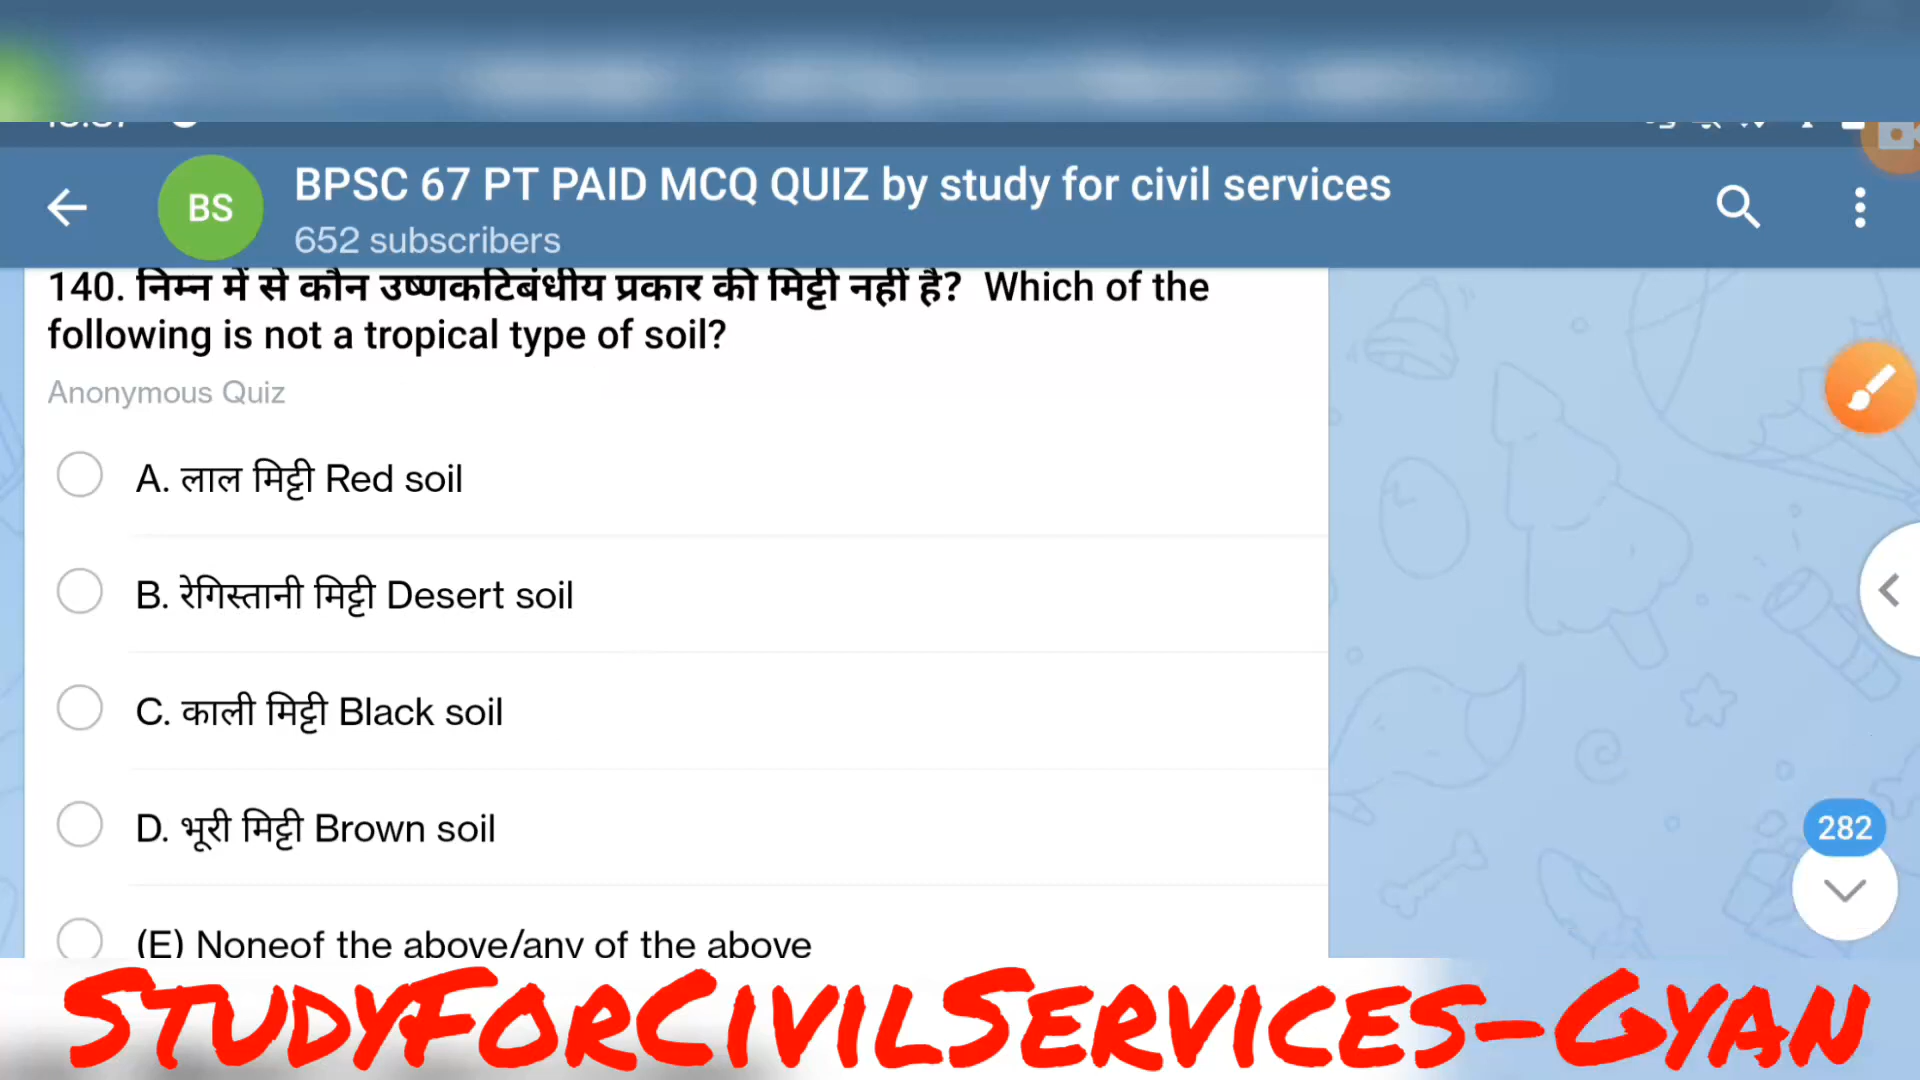 BS
BPSC 67 PT PAID MCQ QUIZ by study for civil services
652 subscribers
140. निम्न में से कौन उष्णकटिबंधीय प्रकार की मिट्टी नहीं है? Which of the
following is not a tropical type of soil?
Anonymous Quiz
A. लाल मिट्टी Red soil
B. रेगिस्तानी मिट्टी Desert soil
C. काली मिट्टी Black soil
D. भूरी मिट्टी Brown soil
(E) Noneof the above/any of the above
282
StudyForCivilServices-Gyan